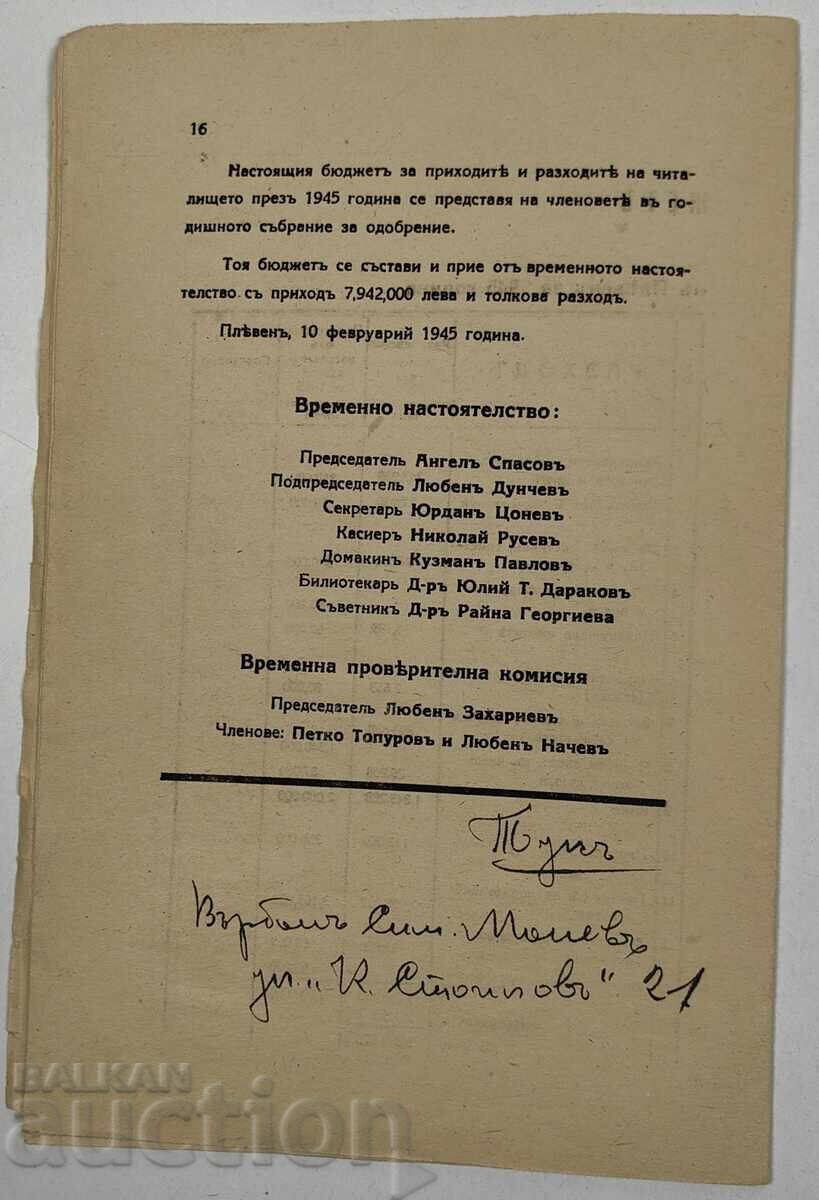 16
Настоящия бюджетъ за приходитѣ и разходитѣ на чита-
лището презъ 1945 година се представя на членоветѣ въ го-
дишното събрание за одобрение.
Тоя бюджетъ се състави и прие отъ временното настоя-
телство съ приходъ 7,942,000 лева и толкова разходъ.
Плѣвенъ, 10 февруарий 1945 година.
Временно настоятелство:
Председатель Ангелъ Спасовъ
Подпредседатель Любенъ Дунчевъ
Секретарь Юрданъ Цоневъ
Касиеръ Николай Русевъ
Домакинъ Кузманъ Павловъ
Билиотекарь Д-ръ Юлий Т. Дараковъ
Съветникъ Д-ръ Райна Георгиева
Временна провѣрителна комисия
Председатель Любенъ Захариевъ
Членове: Петко Топуровъ и Любенъ Начевъ
Тукъ
Сим.
ул. „К. Стоиловъ" 21
BALKAN
auction